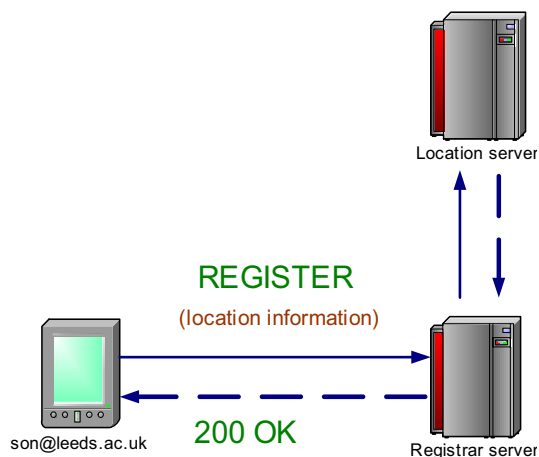 Location server
REGISTER
(location information)
200 OK
son@leeds.ac.uk
Registrar server